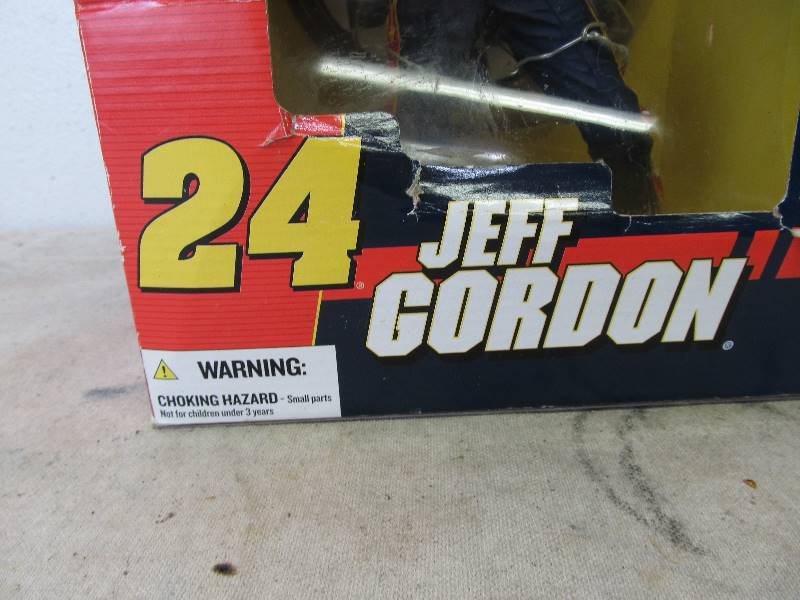 24®
JEFF
GORDON®
WARNING:
CHOKING HAZARD - Small parts
Not for children under 3 years